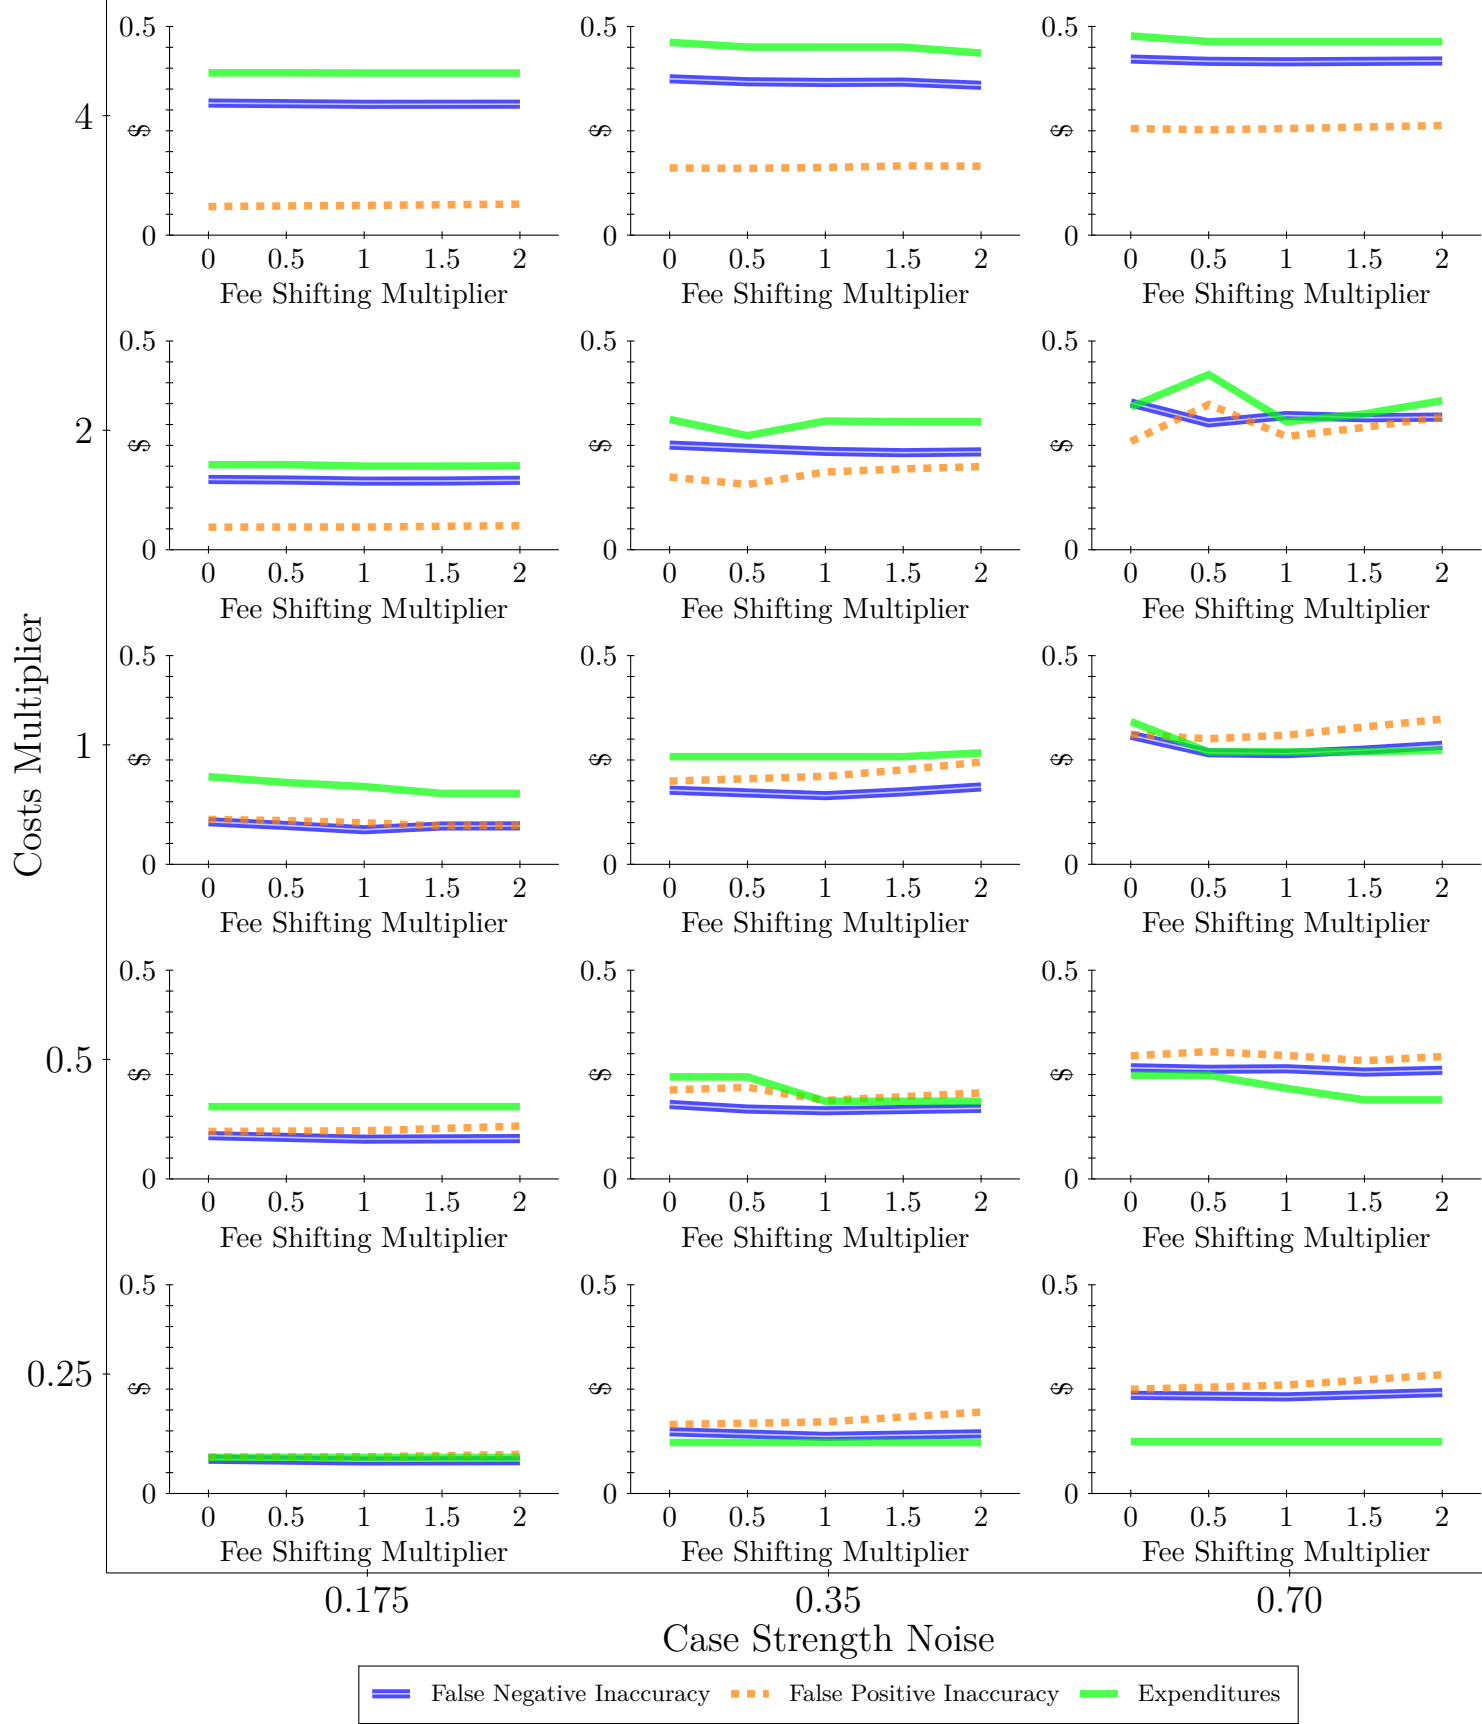 0.5 0.5 0.5
4 $ $ $
0 0 0
0 0.5 1 1.5 2 0 0.5 1 1.5 2 0 0.5 1 1.5 2
Fee Shifting Multiplier Fee Shifting Multiplier Fee Shifting Multiplier
0.5 0.5 0.5
2 $ $ $
0 0 0
0 0.5 1 1.5 2 0 0.5 1 1.5 2 0 0.5 1 1.5 2
Fee Shifting Multiplier Fee Shifting Multiplier Fee Shifting Multiplier
Costs Multiplier
0.5 0.5 0.5
1 $ $ $
0 0 0
0 0.5 1 1.5 2 0 0.5 1 1.5 2 0 0.5 1 1.5 2
Fee Shifting Multiplier Fee Shifting Multiplier Fee Shifting Multiplier
0.5 0.5 0.5
0.5 $ $ $
0 0 0
0 0.5 1 1.5 2 0 0.5 1 1.5 2 0 0.5 1 1.5 2
Fee Shifting Multiplier Fee Shifting Multiplier Fee Shifting Multiplier
0.5 0.5 0.5
0.25 $ $ $
0 0 0
0 0.5 1 1.5 2 0 0.5 1 1.5 2 0 0.5 1 1.5 2
Fee Shifting Multiplier Fee Shifting Multiplier Fee Shifting Multiplier
0.175 0.35 0.70
Case Strength Noise
False Negative Inaccuracy False Positive Inaccuracy Expenditures